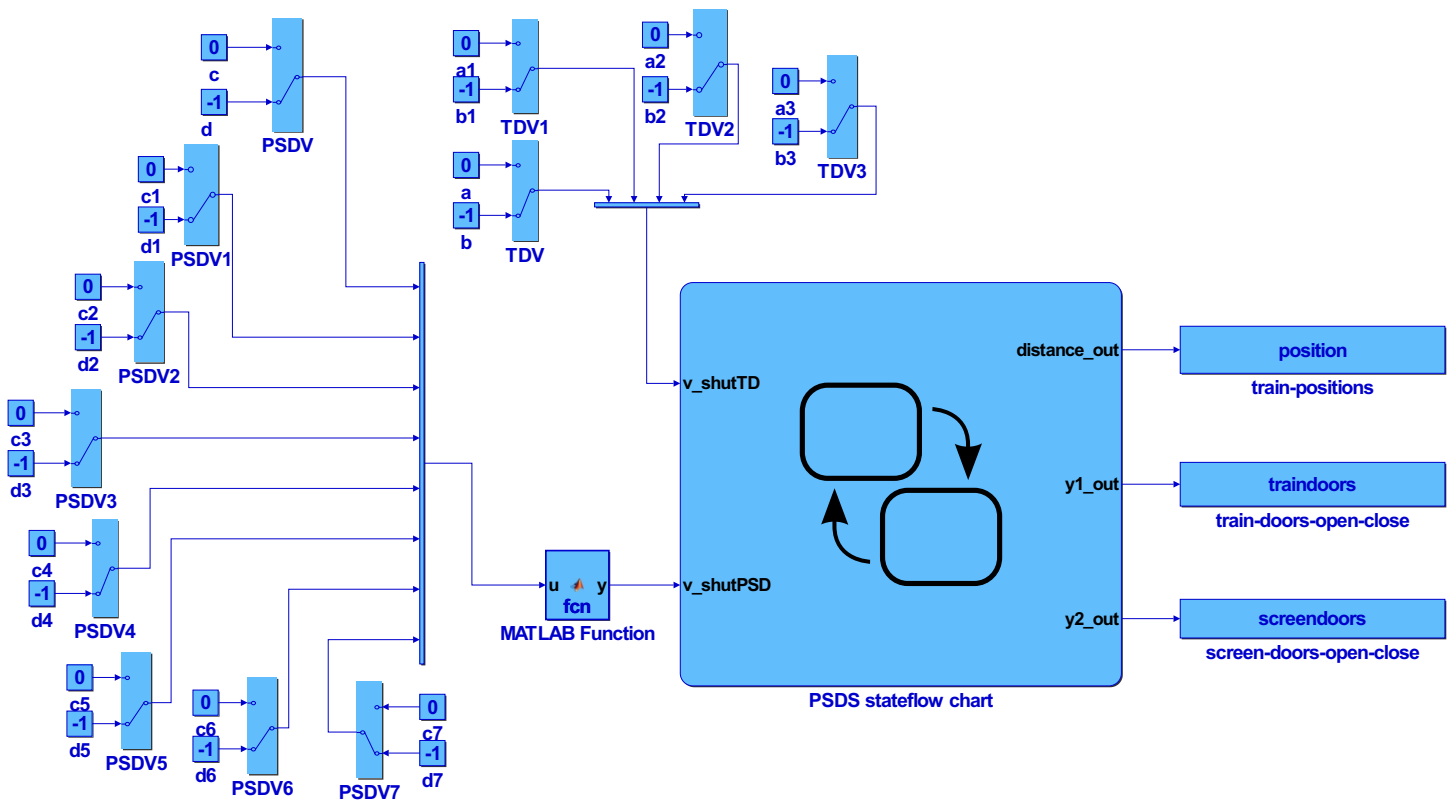 0
c
-1
d
PSDV
0
c1
-1
d1
PSDV1
0
c2
-1
d2
PSDV2
0
c3
-1
d3
PSDV3
0
c4
-1
d4
PSDV4
0
c5
-1
d5
PSDV5
0
c6
-1
d6
PSDV6
0
c7
-1
d7
PSDV7
0
a1
-1
b1
TDV1
0
a
-1
b
TDV
0
a2
-1
b2
TDV2
0
a3
-1
b3
TDV3
u y
fcn
MATLAB Function
v_shutTD
v_shutPSD
distance_out
y1_out
y2_out
PSDS stateflow chart
position
train-positions
traindoors
train-doors-open-close
screendoors
screen-doors-open-close